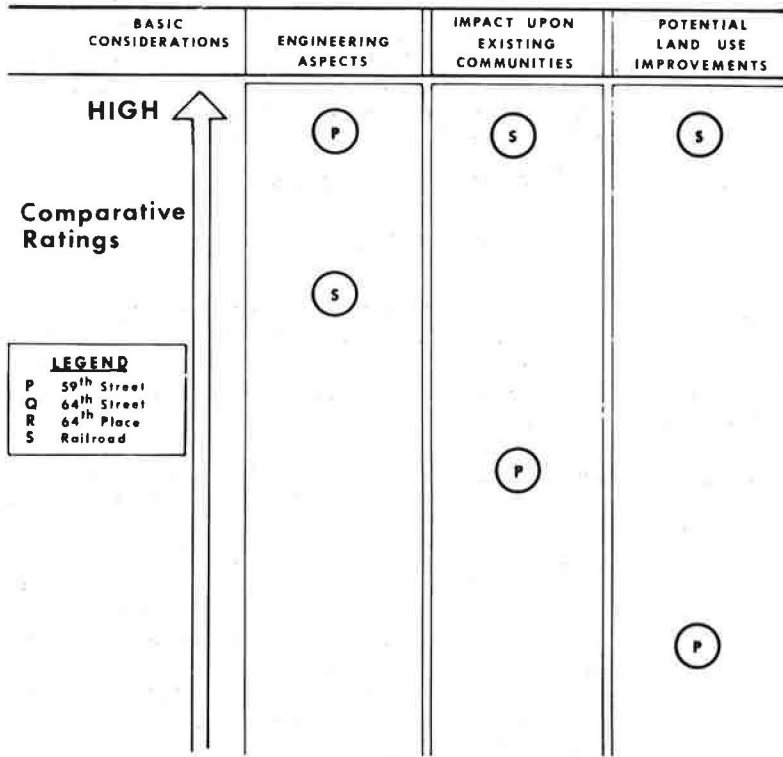 BASIC
CONSIDERATIONS
ENGINEERING
ASPECTS
IMPACT UPON
EXISTING
COMMUNITIES
POTENTIAL
LAND USE
IMPROVEMENTS
HIGH
P
S
S
Comparative
Ratings
S
LEGEND
P 59th Street
Q 64th Street
R 64th Place
S Railroad
P
P